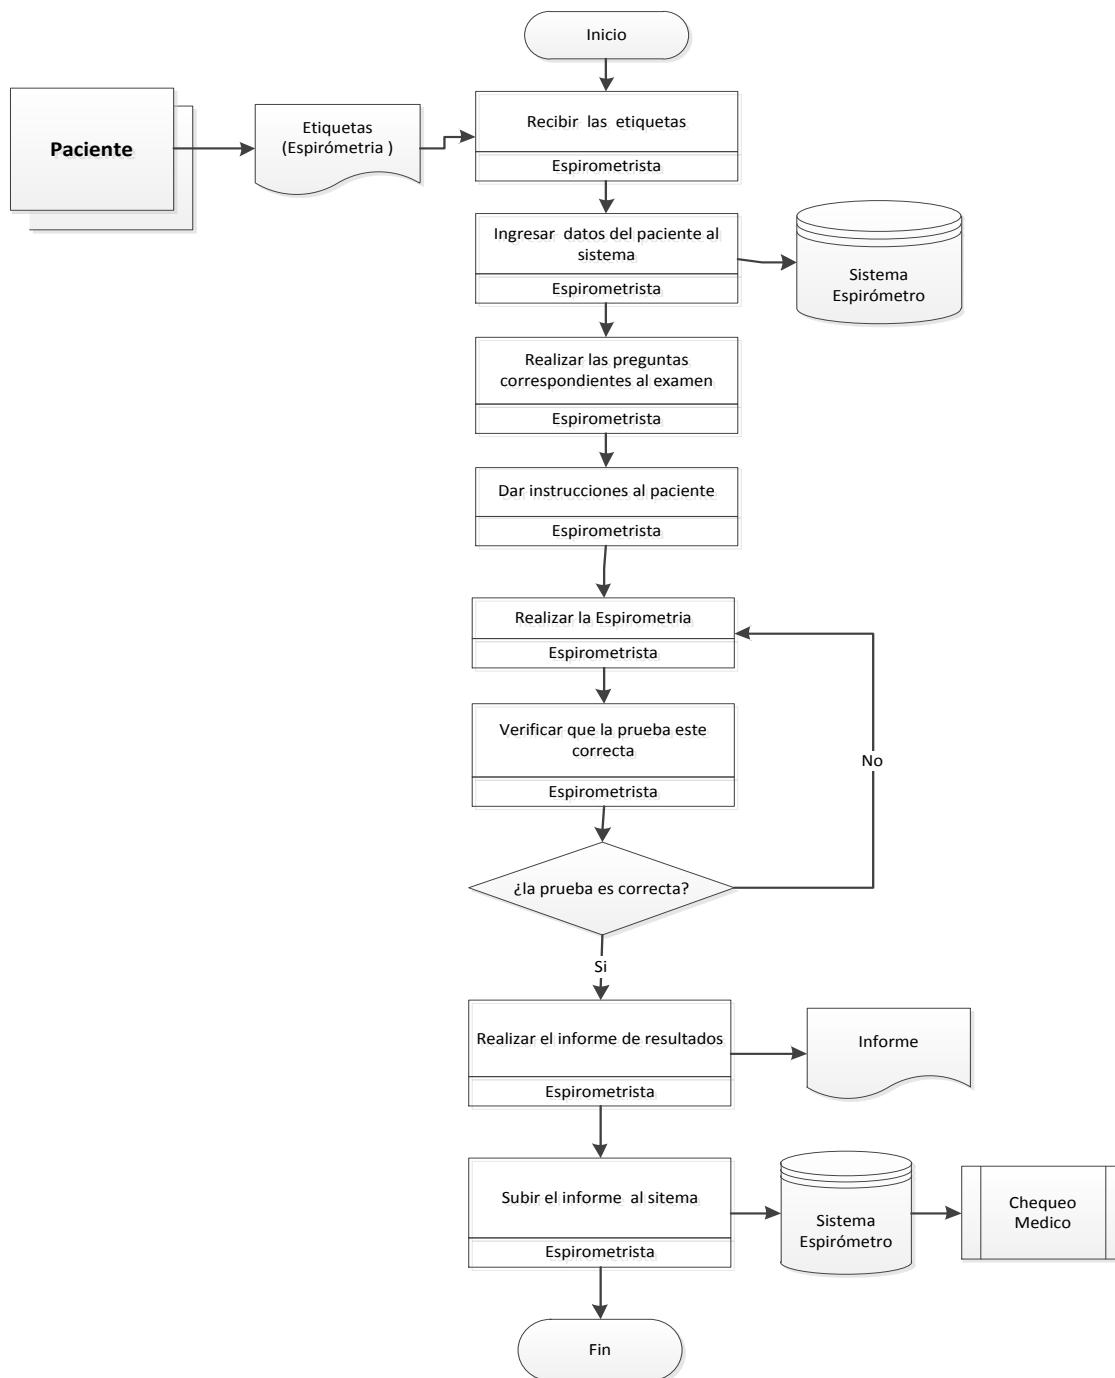 Inicio
Paciente
Etiquetas
(Espirómetria )
Recibir las etiquetas
Espirometrista
Ingresar datos del paciente al
sistema
Espirometrista
Sistema
Espirómetro
Realizar las preguntas
correspondientes al examen
Espirometrista
Dar instrucciones al paciente
Espirometrista
Realizar la Espirometria
Espirometrista
Verificar que la prueba este
correcta
Espirometrista
No
¿la prueba es correcta?
Si
Realizar el informe de resultados
Espirometrista
Informe
Subir el informe al sitema
Espirometrista
Sistema
Espirómetro
Chequeo
Medico
Fin